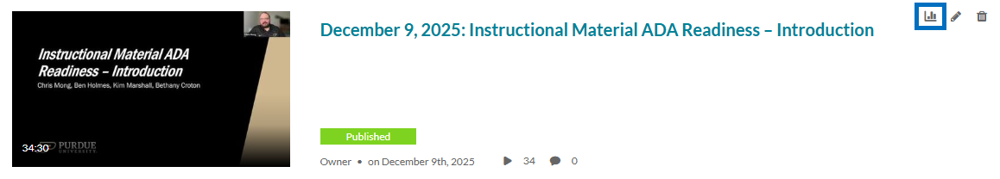 Instructional Material ADA
Readiness – Introduction
Chris Mong, Ben Holmes, Kim Marshall, Bethany Croton
34:30
PURDUE
UNIVERSITY
December 9, 2025: Instructional Material ADA Readiness – Introduction
Published
Owner • on December 9th, 2025 34 0